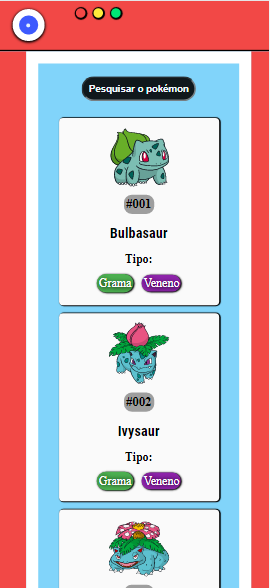 Pesquisar o pokémon
#001
Bulbasaur
Tipo:
Grama Veneno
#002
Ivysaur
Tipo:
Grama Veneno